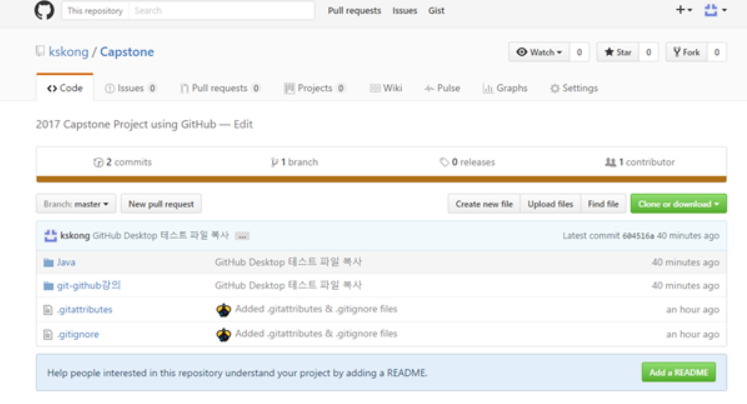 This repository Search Pull requests Issues Gist
kskong / Capstone Watch 0 Star 0 Fork 0
Code Issues 0 Pull requests 0 Projects 0 Wiki Pulse Graphs Settings
2017 Capstone Project using GitHub — Edit
2 commits 1 branch 0 releases 1 contributor
Branch: master New pull request Create new file Upload files Find file Clone or download
kskong GitHub Desktop 테스트 파일 복사 ... Latest commit 604516a 40 minutes ago
Java GitHub Desktop 테스트 파일 복사 40 minutes ago
git-github강의 GitHub Desktop 테스트 파일 복사 40 minutes ago
.gitattributes Added .gitattributes & .gitignore files an hour ago
.gitignore Added .gitattributes & .gitignore files an hour ago
Help people interested in this repository understand your project by adding a README. Add a README